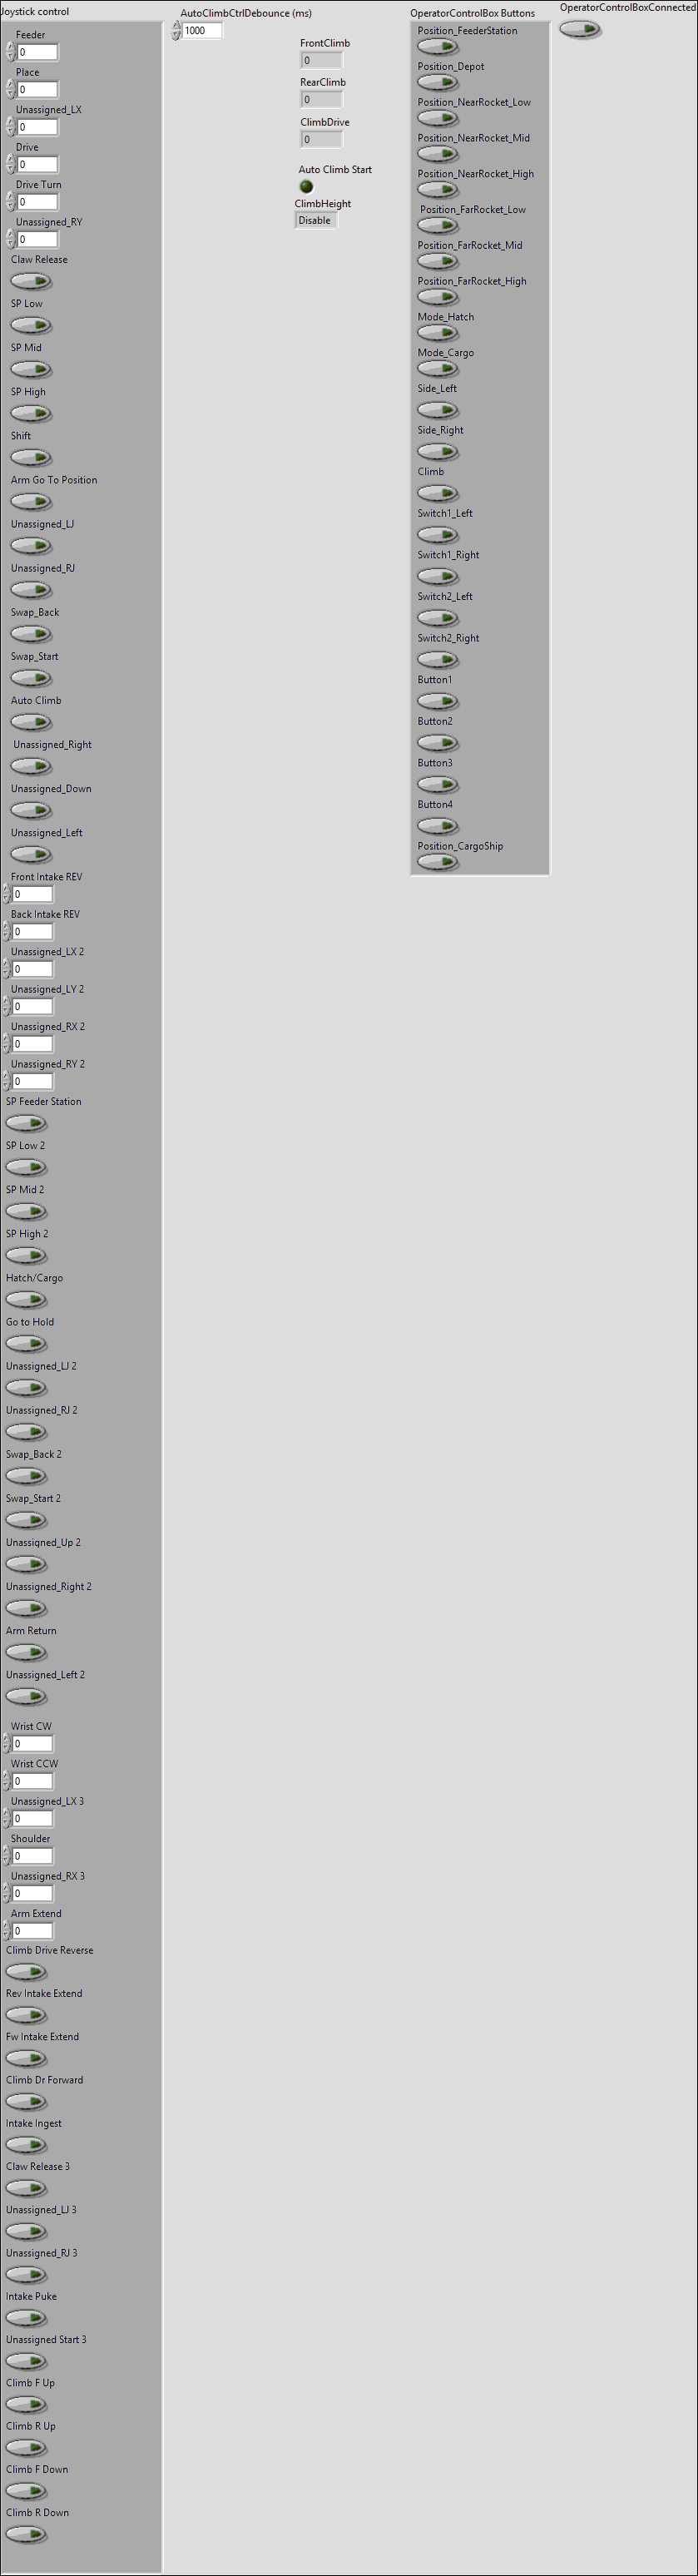 Joystick control
Feeder
0
Place
0
Unassigned_LX
0
Drive
0
Drive Turn
0
Unassigned_RY
0
Claw Release
SP Low
SP Mid
SP High
Shift
Arm Go To Position
Unassigned_LJ
Unassigned_RJ
Swap_Back
Swap_Start
Auto Climb
Unassigned_Right
Unassigned_Down
Unassigned_Left
Front Intake REV
0
Back Intake REV
0
Unassigned_LX 2
0
Unassigned_LY 2
0
Unassigned_RX 2
0
Unassigned_RY 2
0
SP Feeder Station
SP Low 2
SP Mid 2
SP High 2
Hatch/Cargo
Go to Hold
Unassigned_LJ 2
Unassigned_RJ 2
Swap_Back 2
Swap_Start 2
Unassigned_Up 2
Unassigned_Right 2
Arm Return
Unassigned_Left 2
Wrist CW
0
Wrist CCW
0
Unassigned_LX 3
0
Shoulder
0
Unassigned_RX 3
0
Arm Extend
0
Climb Drive Reverse
Rev Intake Extend
Fw Intake Extend
Climb Dr Forward
Intake Ingest
Claw Release 3
Unassigned_LJ 3
Unassigned_RJ 3
Intake Puke
Unassigned Start 3
Climb F Up
Climb R Up
Climb F Down
Climb R Down
AutoClimbCtrlDebounce (ms)
1000
FrontClimb
0
RearClimb
0
ClimbDrive
0
Auto Climb Start
ClimbHeight
Disable
OperatorControlBox Buttons
Position_FeederStation
Position_Depot
Position_NearRocket_Low
Position_NearRocket_Mid
Position_NearRocket_High
Position_FarRocket_Low
Position_FarRocket_Mid
Position_FarRocket_High
Mode_Hatch
Mode_Cargo
Side_Left
Side_Right
Climb
Switch1_Left
Switch1_Right
Switch2_Left
Switch2_Right
Button1
Button2
Button3
Button4
Position_CargoShip
OperatorControlBoxConnected